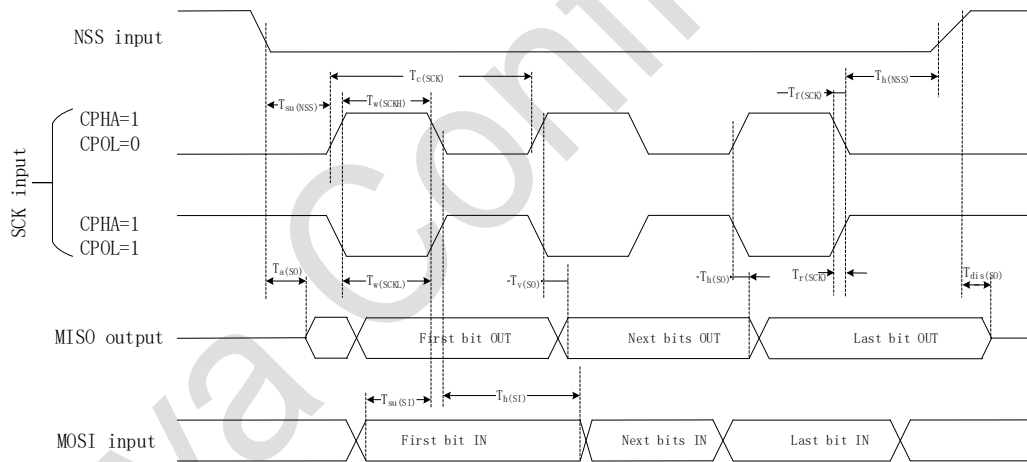 NSS input
Tc(SCK)
Th(NSS)
Tsu(NSS)
Tw(SCKH)
Tf(SCK)
CPHA=1
CPOL=0
SCK input
CPHA=1
CPOL=1
Ta(SO)
Tw(SCKL)
Tv(SO)
Th(SO)
Tr(SCK)
Tdis(SO)
MISO output
First bit OUT
Next bits OUT
Last bit OUT
Tsu(SI)
Th(SI)
MOSI input
First bit IN
Next bits IN
Last bit IN